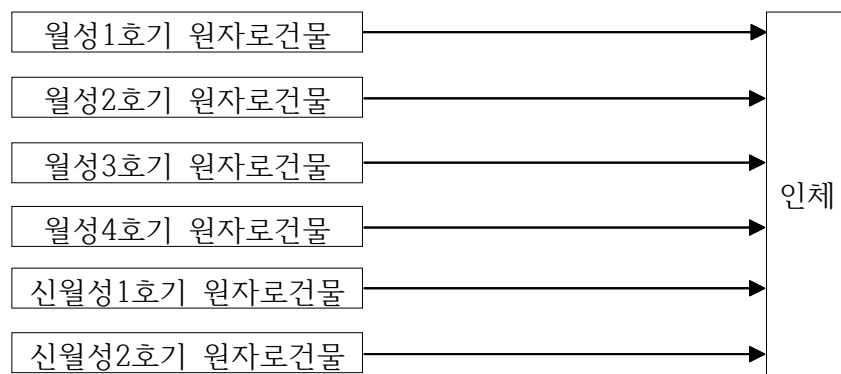 월성1호기 원자로건물
월성2호기 원자로건물
월성3호기 원자로건물
월성4호기 원자로건물
신월성1호기 원자로건물
신월성2호기 원자로건물
인체